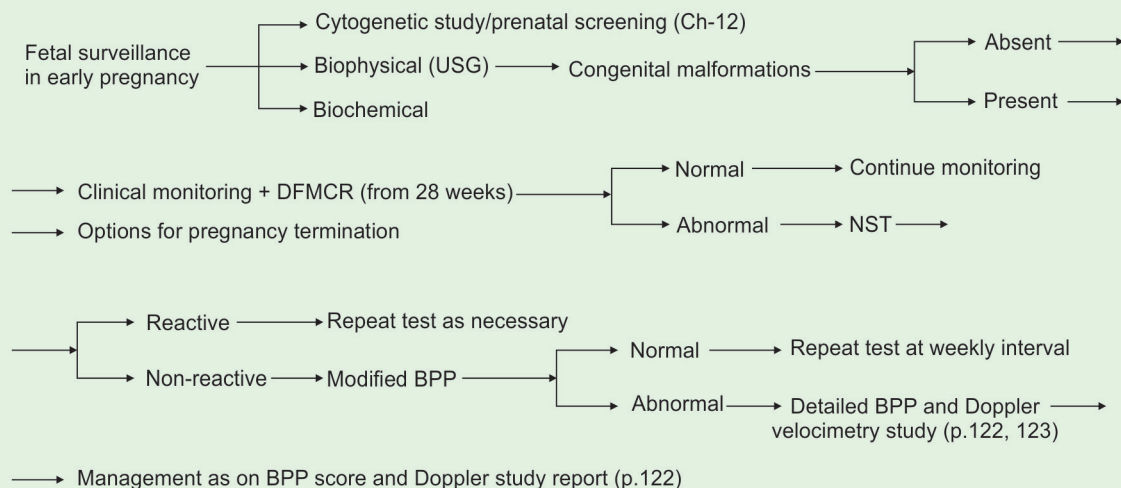 Cytogenetic study/prenatal screening (Ch-12)
Fetal surveillance
in early pregnancy
Biophysical (USG)
Congenital malformations
Absent
Present
Biochemical
Clinical monitoring + DFMCR (from 28 weeks)
Normal
Continue monitoring
Abnormal
NST
Options for pregnancy termination
Reactive
Repeat test as necessary
Non-reactive
Modified BPP
Normal
Repeat test at weekly interval
Abnormal
Detailed BPP and Doppler
velocimetry study (p.122, 123)
Management as on BPP score and Doppler study report (p.122)